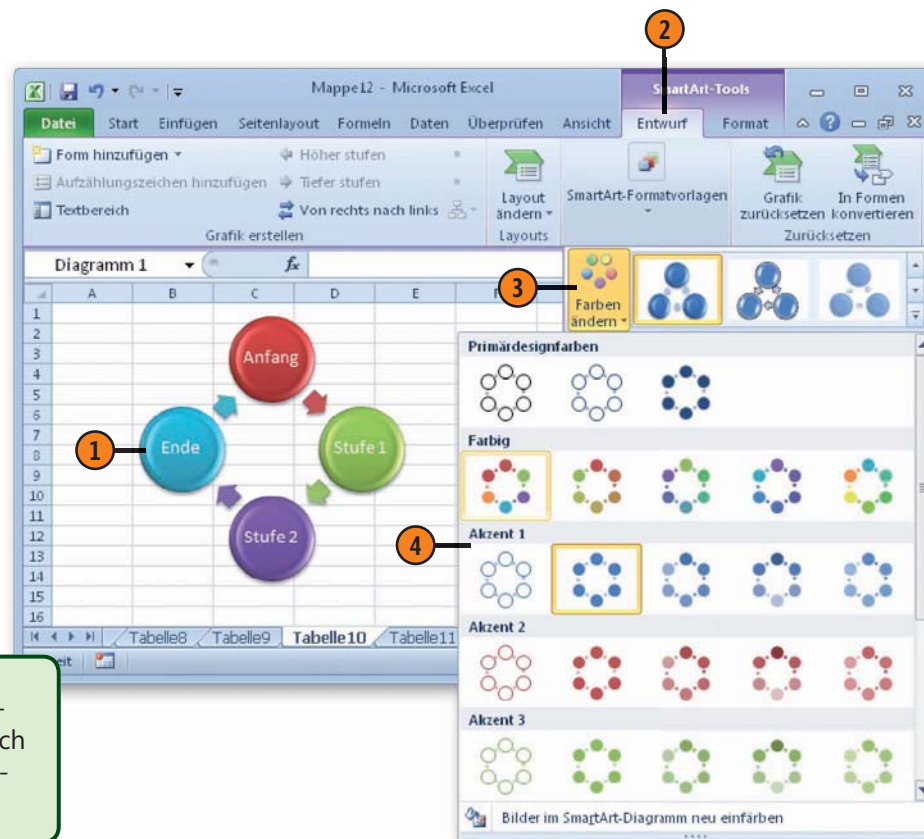 2
Mappe12 - Microsoft Excel
SmartArt-Tools
Datei Start Einfügen Seitenlayout Formeln Daten Überprüfen Ansicht Entwurf Format
Form hinzufügen
Höher stufen
Aufzählungszeichen hinzufügen
Tiefer stufen
Textbereich
Von rechts nach links
Grafik erstellen
Layout
ändern
Layouts
SmartArt-Formatvorlagen
Grafik
zurücksetzen
In Formen
konvertieren
Zurücksetzen
Diagramm 1
fx
3
Farben
ändern
A B C D E
1
2
3
4
5
6
7
8
9
10
11
12
13
14
15
16
Anfang
Stufe 1
Stufe 2
Ende
1
4
Primärdesignfarben
Farbig
Akzent 1
Akzent 2
Akzent 3
Bilder im SmartArt-Diagramm neu einfärben
Tabelle8 Tabelle9 Tabelle10 Tabelle11
eit
-
ch
-